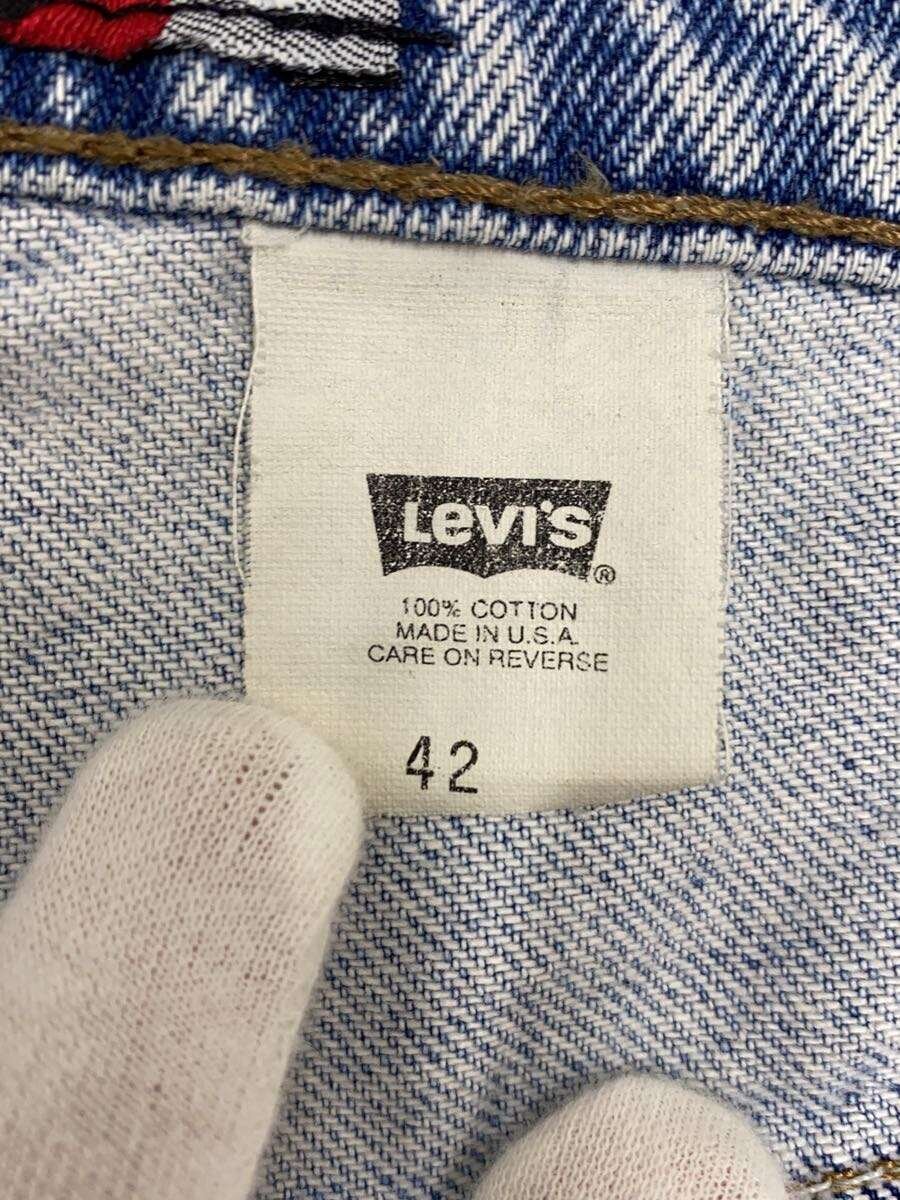 Levi's
®
100% COTTON
MADE IN U.S.A.
CARE ON REVERSE
42